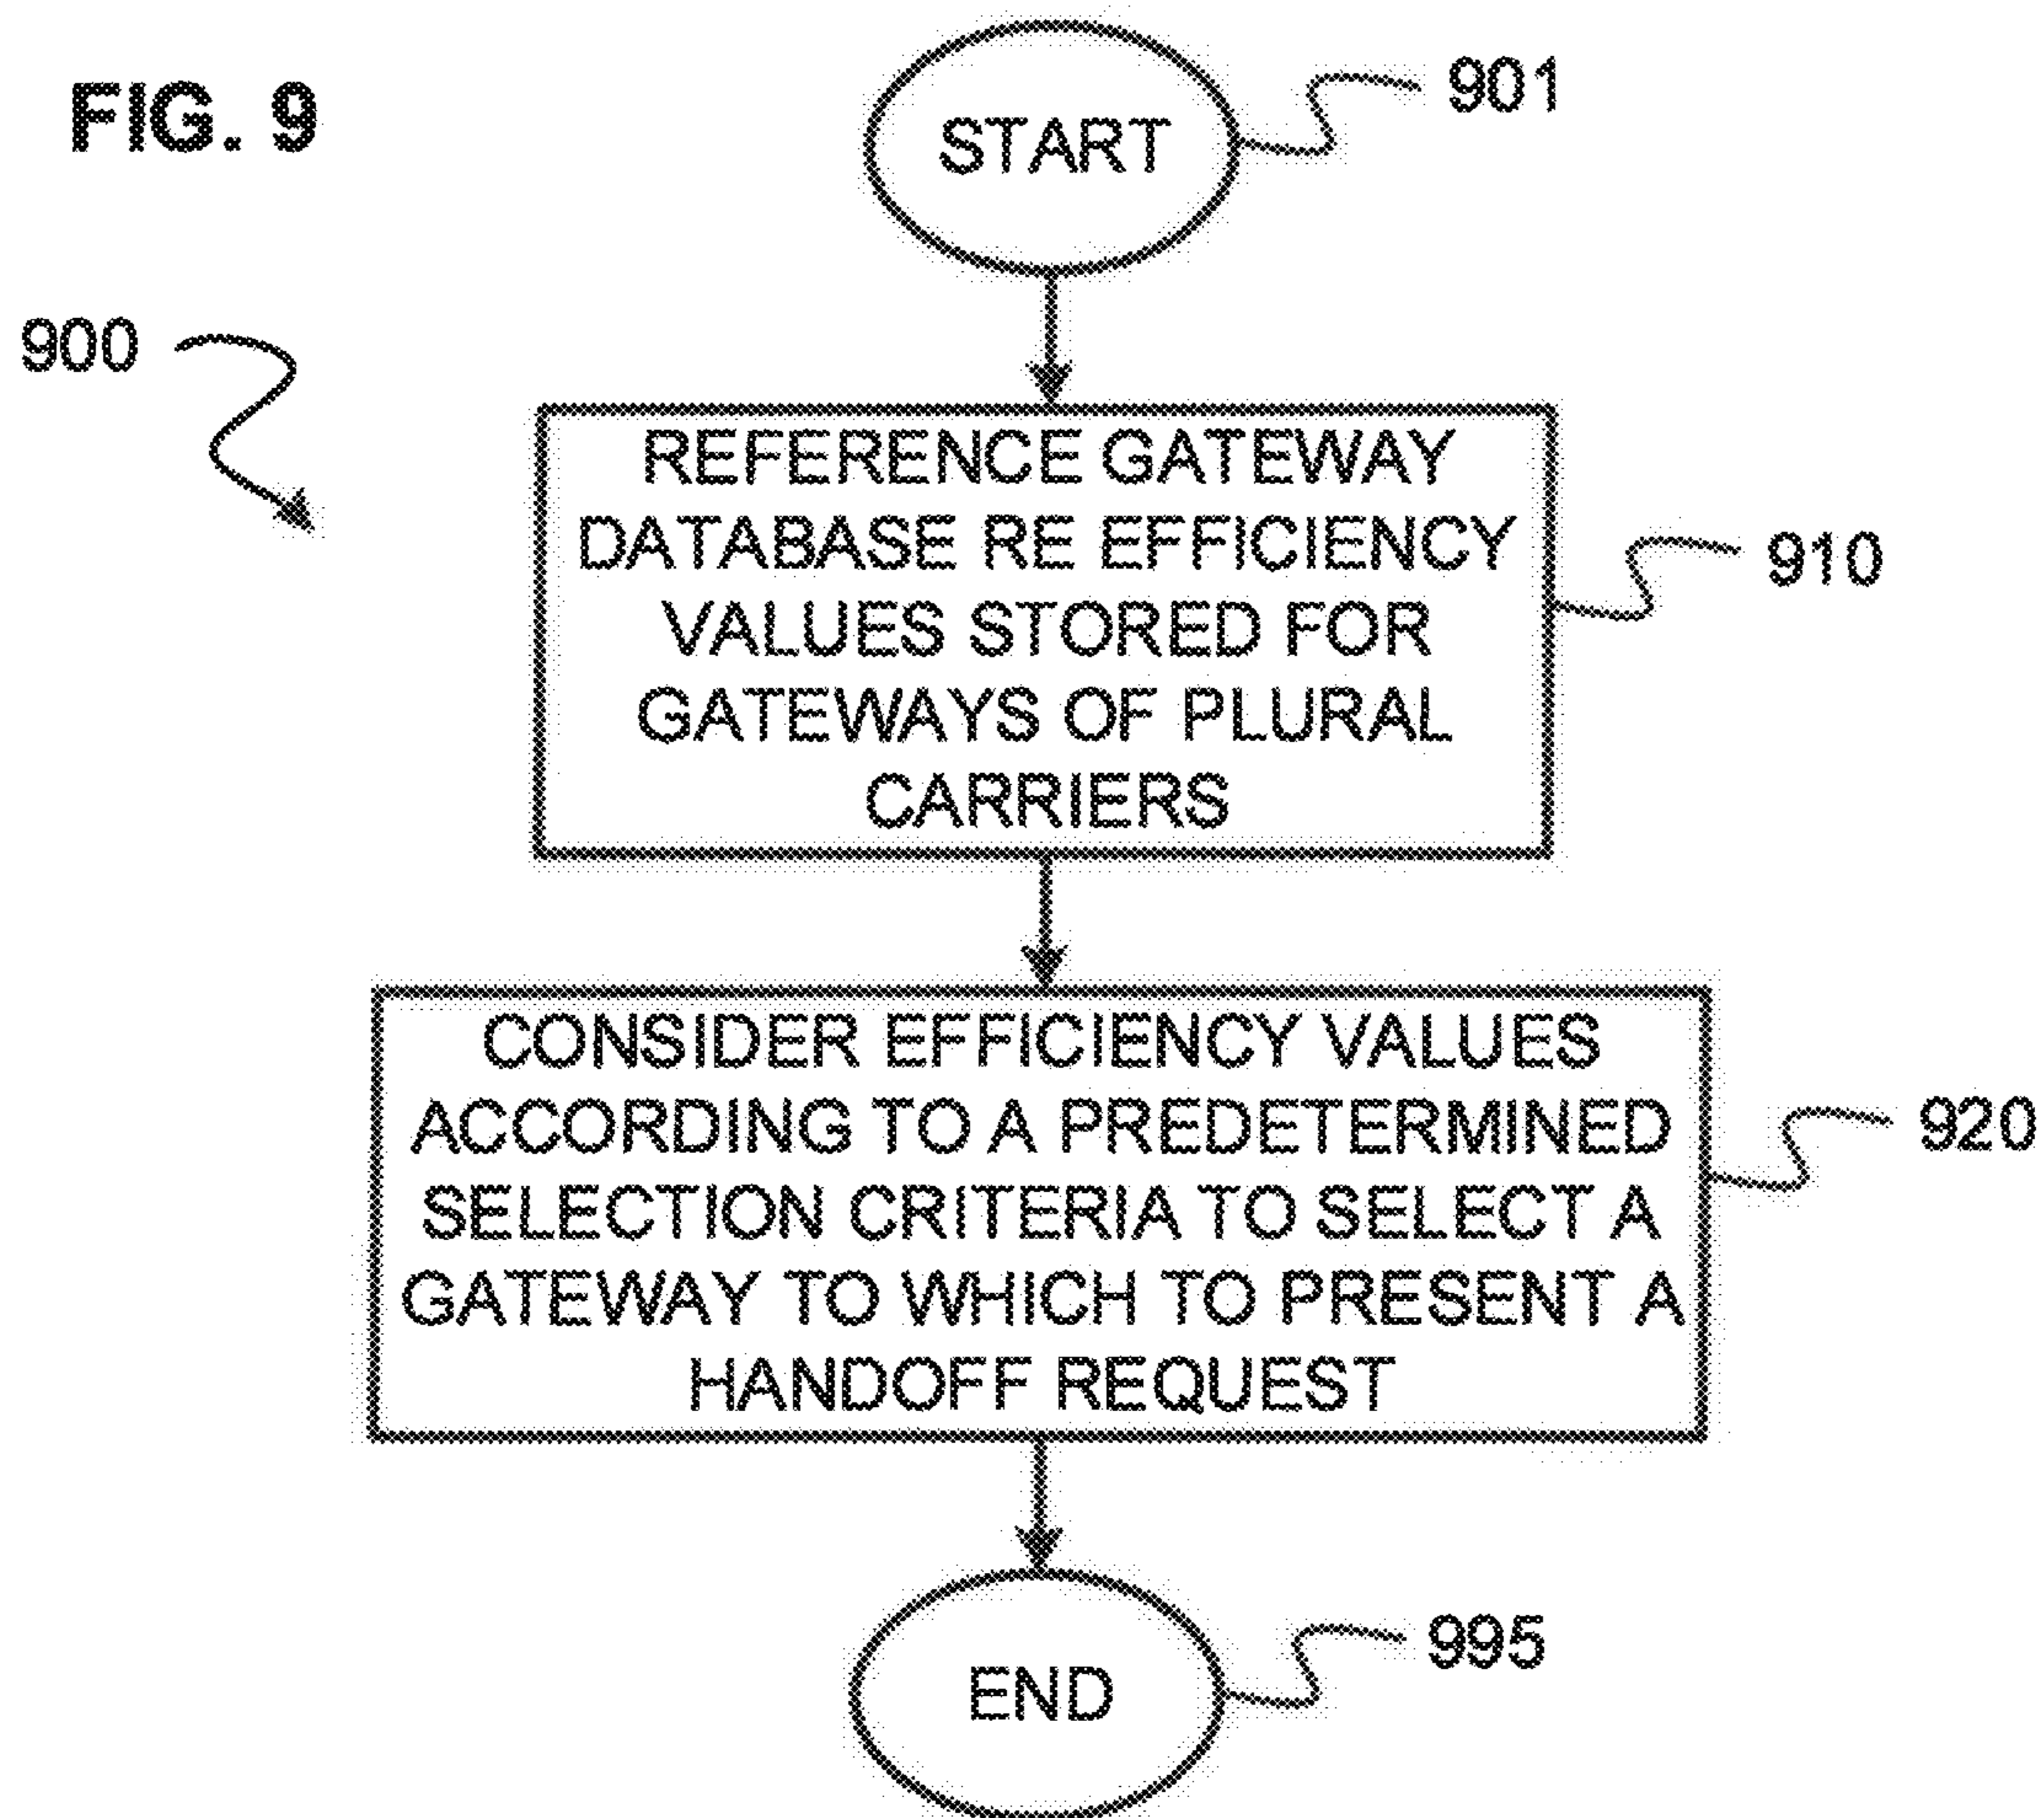 FIG. 9
START
901
900
REFERENCE GATEWAY
DATABASE RE EFFICIENCY
VALUES STORED FOR
GATEWAYS OF PLURAL
CARRIERS
910
CONSIDER EFFICIENCY VALUES
ACCORDING TO A PREDETERMINED
SELECTION CRITERIA TO SELECT A
GATEWAY TO WHICH TO PRESENT A
HANDOFF REQUEST
920
END
995